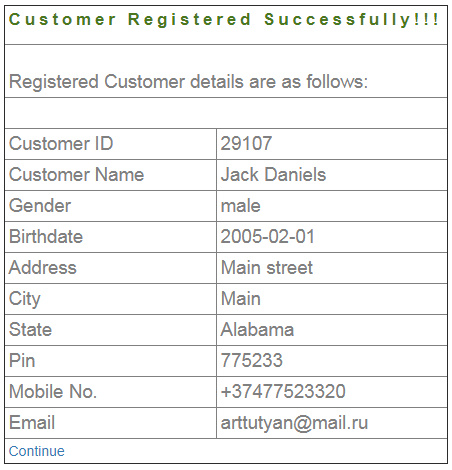 Customer Registered Successfully!!!
Registered Customer details are as follows:
Customer ID 29107
Customer Name Jack Daniels
Gender male
Birthdate 2005-02-01
Address Main street
City Main
State Alabama
Pin 775233
Mobile No. +37477523320
Email arttutyan@mail.ru
Continue